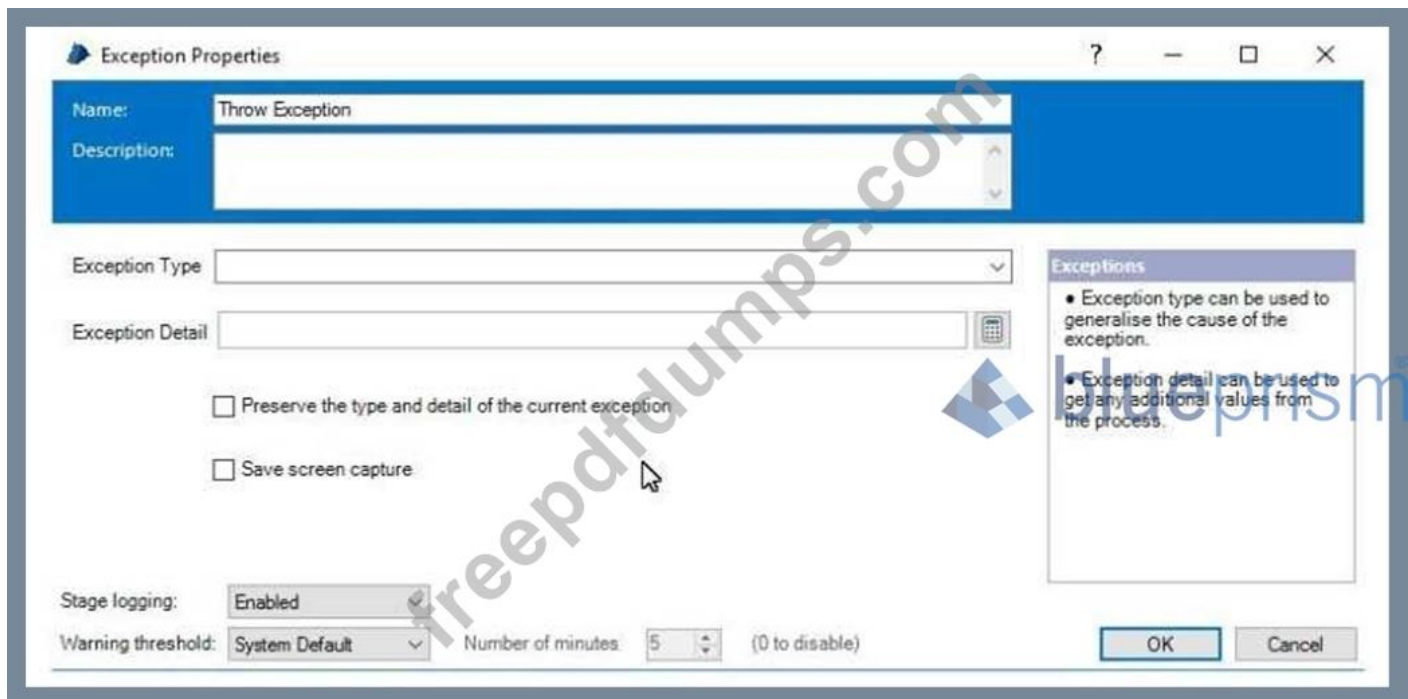 Exception Properties
?
Name:
Throw Exception
Description:
Exception Type
Exception Detail
Preserve the type and detail of the current exception
Save screen capture
Exceptions
• Exception type can be used to
generalise the cause of the
exception.
• Exception detail can be used to
get any additional values from
the process.
blueprism
freepdfdumps.com
Stage logging:
Enabled
Warning threshold:
System Default
Number of minutes
5
(0 to disable)
OK
Cancel